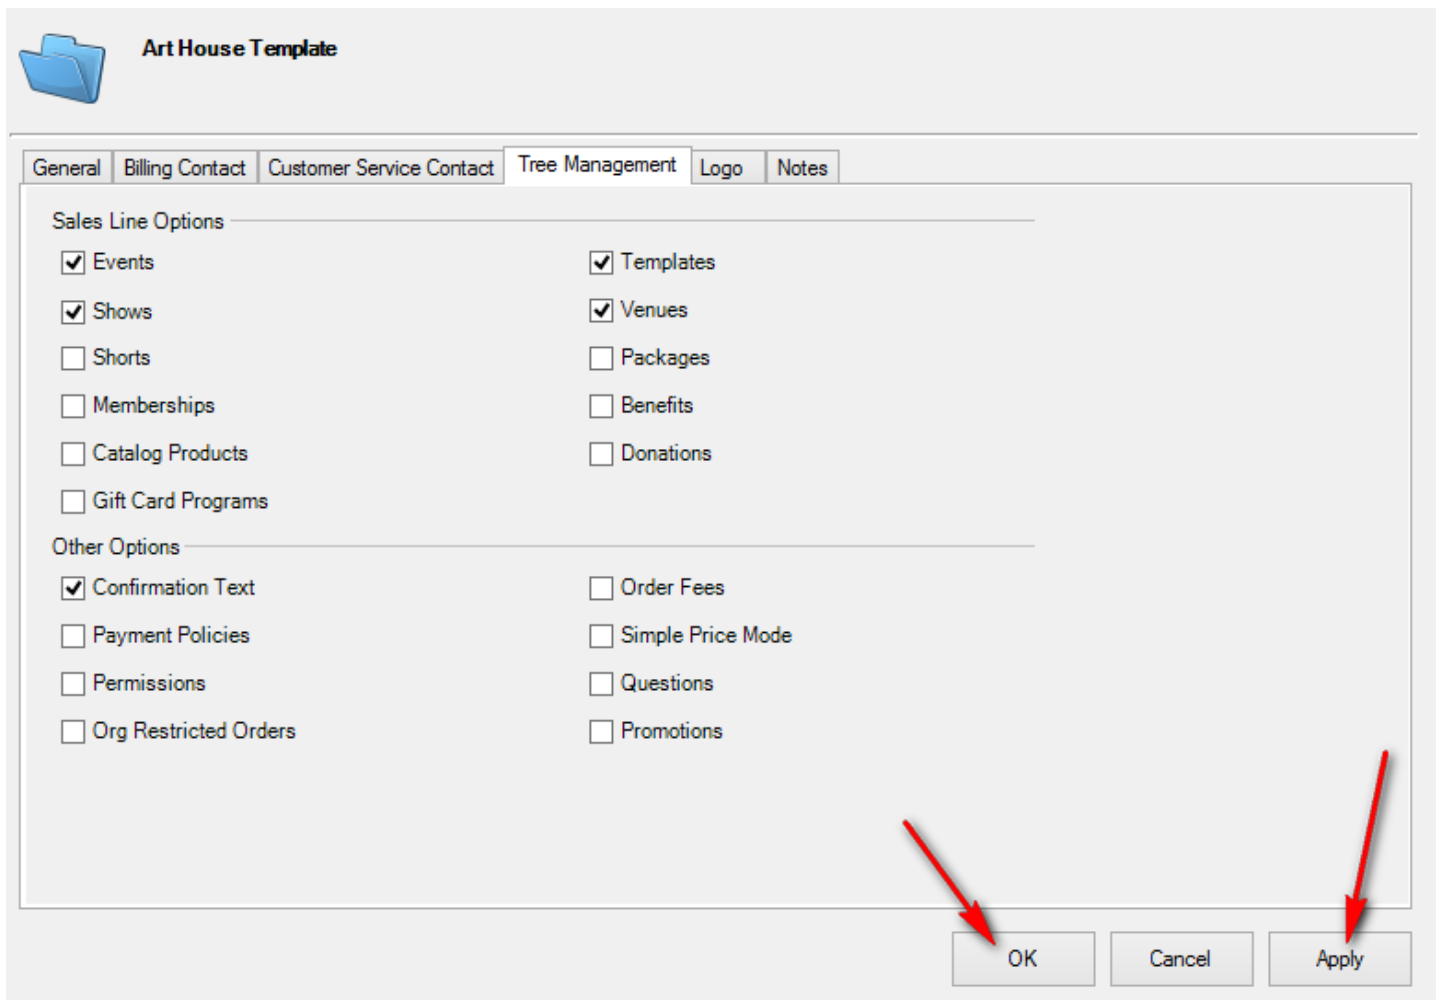 Art House Template
General Billing Contact Customer Service Contact Tree Management Logo Notes
Sales Line Options
Events Templates
Shows Venues
Shorts Packages
Memberships Benefits
Catalog Products Donations
Gift Card Programs
Other Options
Confirmation Text Order Fees
Payment Policies Simple Price Mode
Permissions Questions
Org Restricted Orders Promotions
OK Cancel Apply